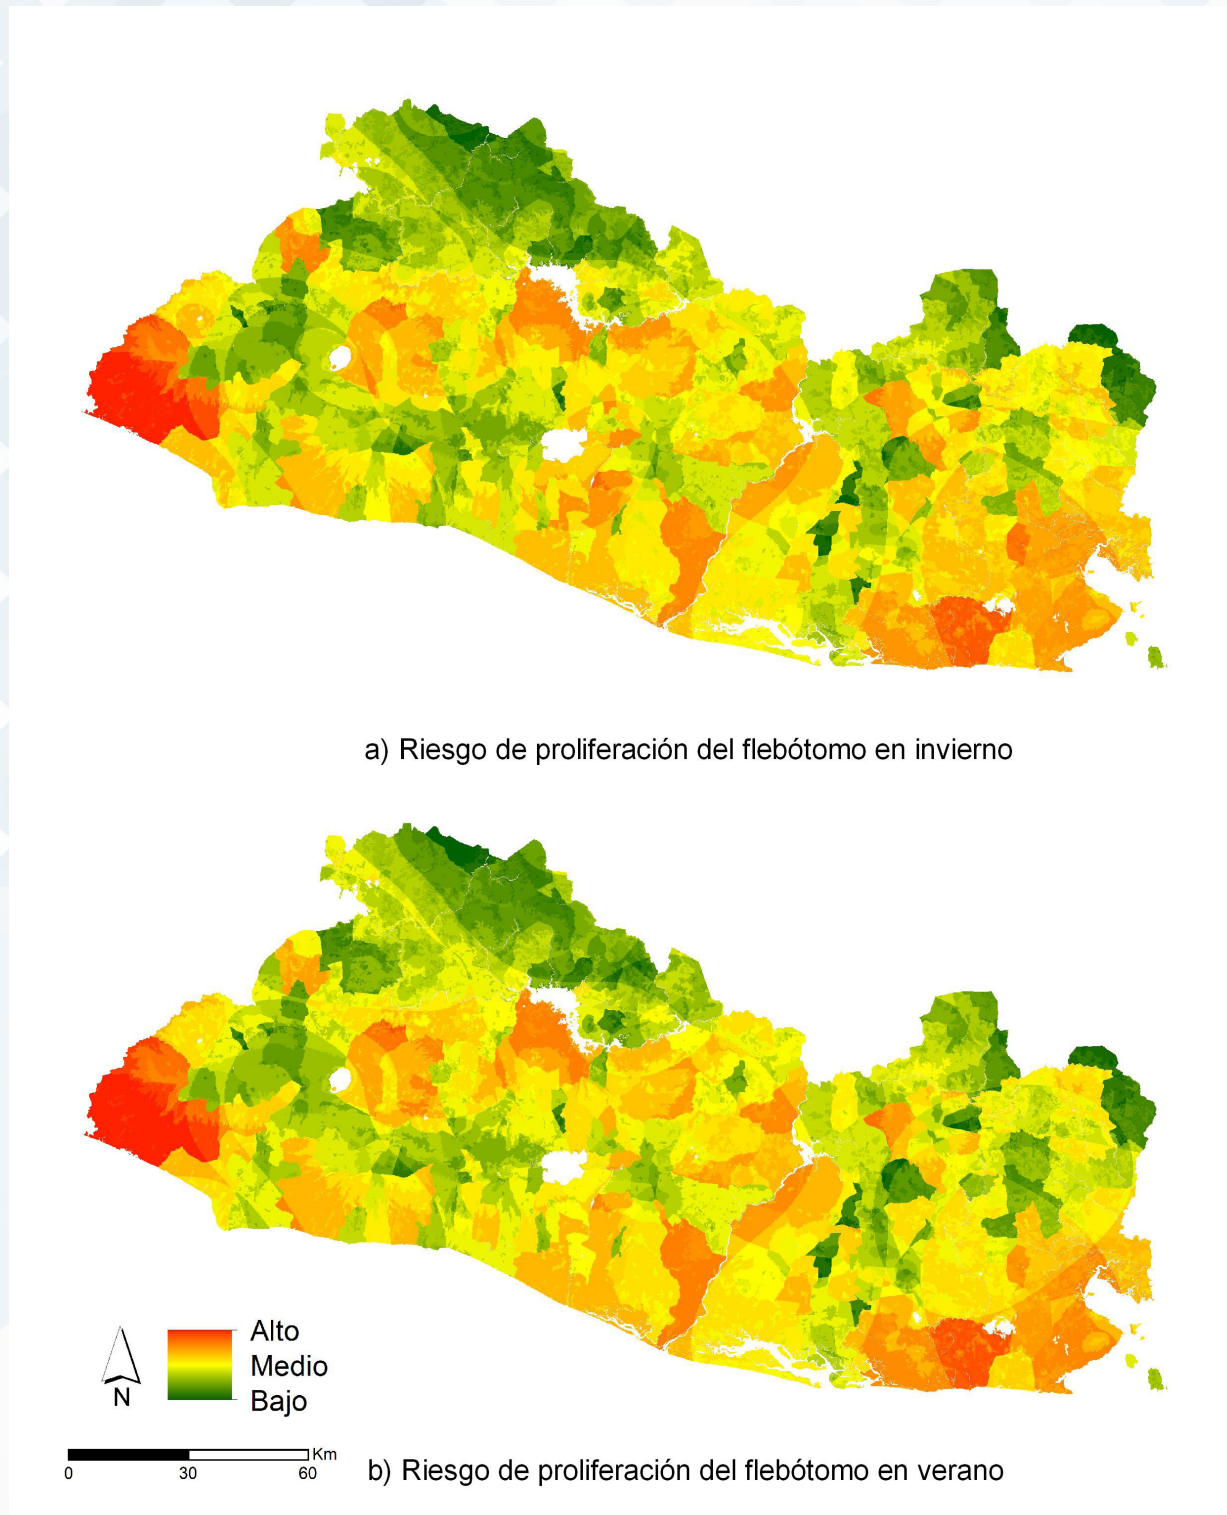 a) Riesgo de proliferación del flebótomo en invierno
Alto
Medio
Bajo
N
Km
0 30 60
b) Riesgo de proliferación del flebótomo en verano